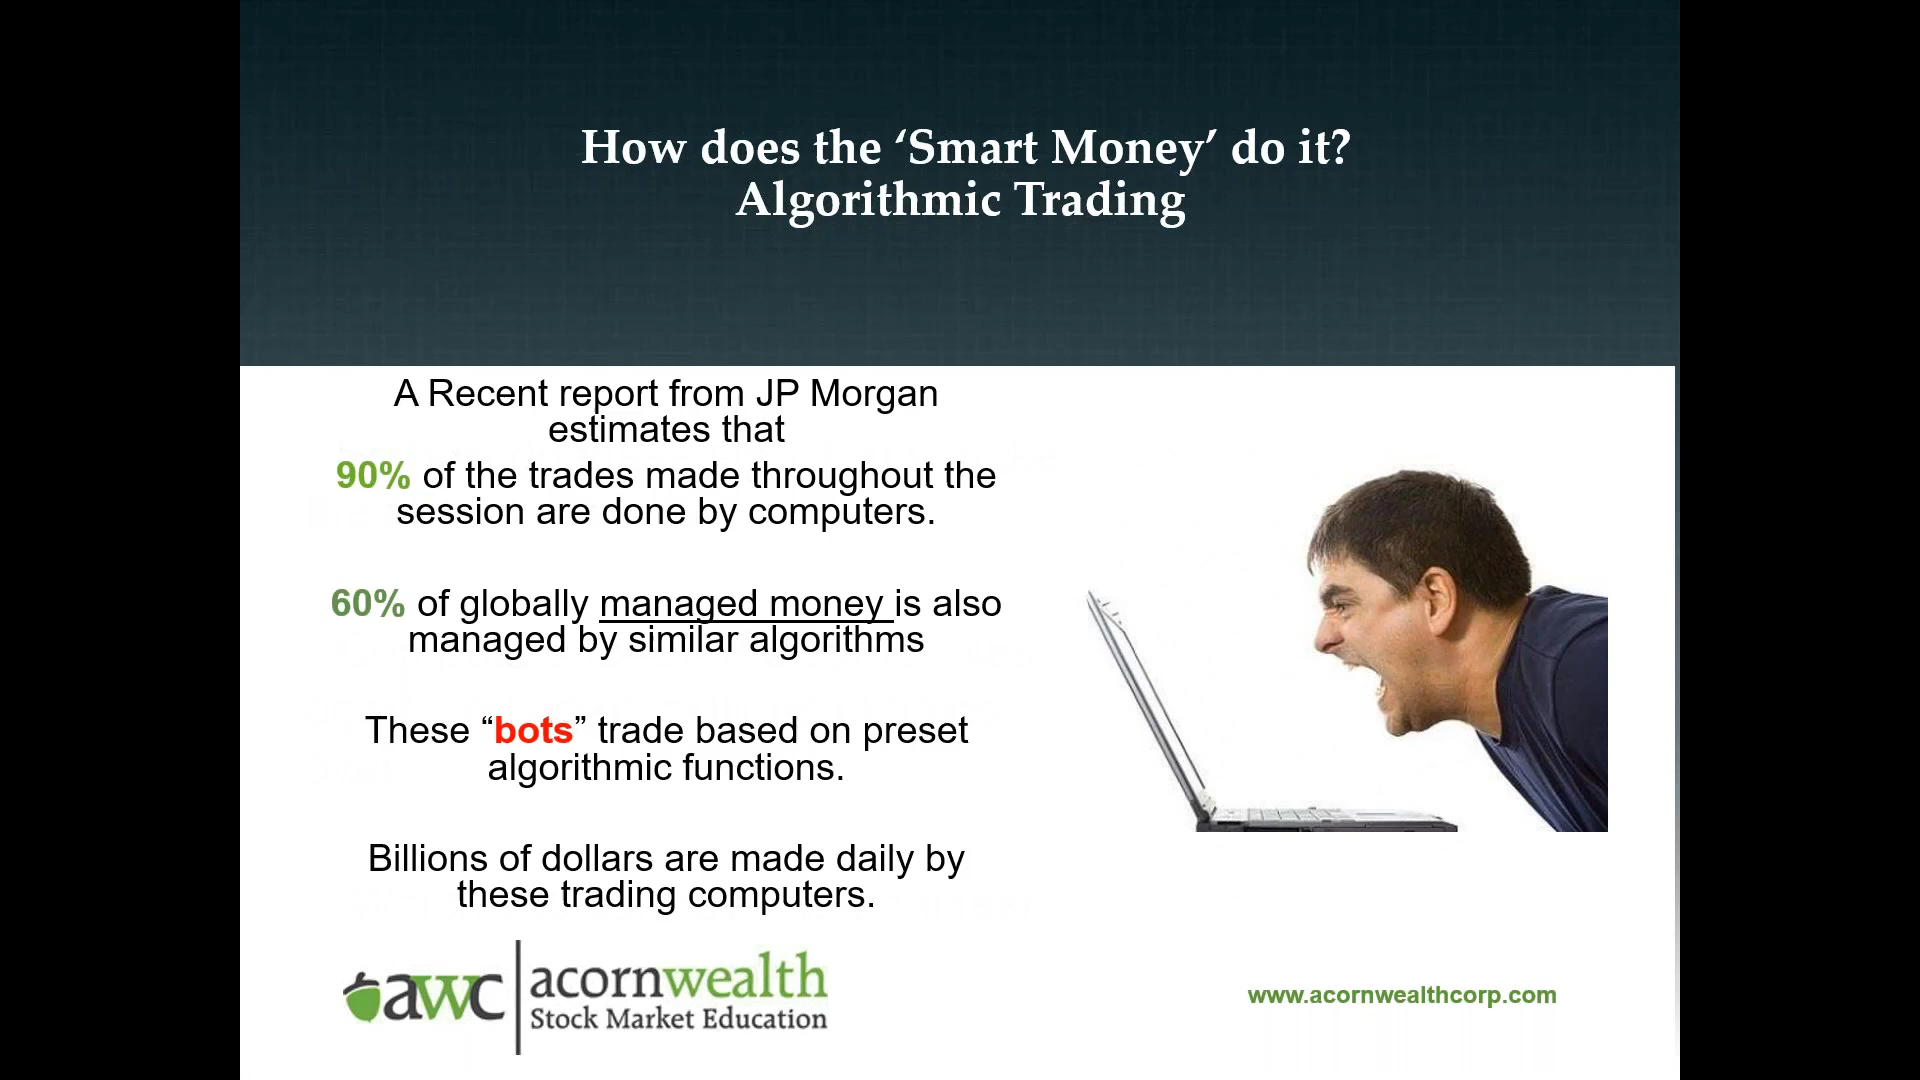 How does the ‘Smart Money’ do it?
Algorithmic Trading
A Recent report from JP Morgan
estimates that
90% of the trades made throughout the
session are done by computers.
60% of globally managed money is also
managed by similar algorithms
These “bots” trade based on preset
algorithmic functions.
Billions of dollars are made daily by
these trading computers.
awc
acornwealth
Stock Market Education
www.acornwealthcorp.com